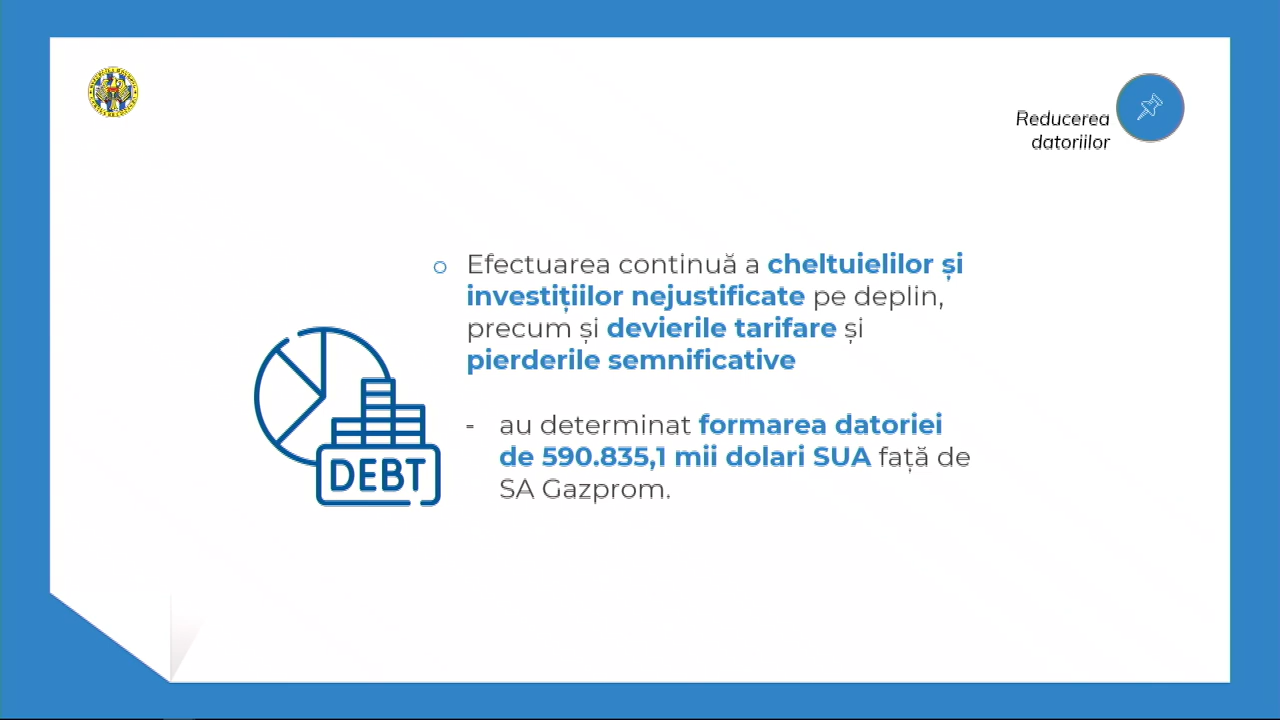 Reducerea
datoriilor
o Efectuarea continuă a cheltuielilor și
investițiilor nejustificate pe deplin,
precum și devierile tarifare și
pierderile semnificative
- au determinat formarea datoriei
de 590.835,1 mii dolari SUA față de
SA Gazprom.
DEBT